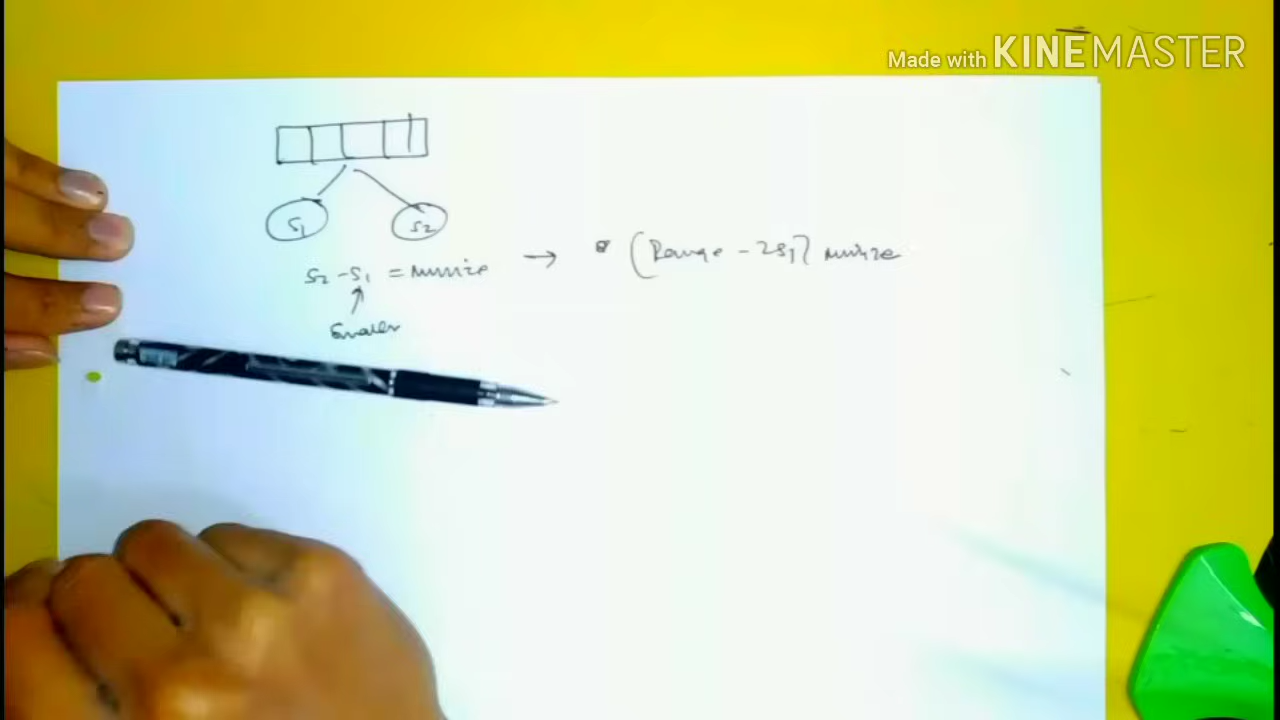 Made with KINEMASTER
S1 S2
S2 - S1 = minimize → (Range - 2S1) minimize
↑
Smaller